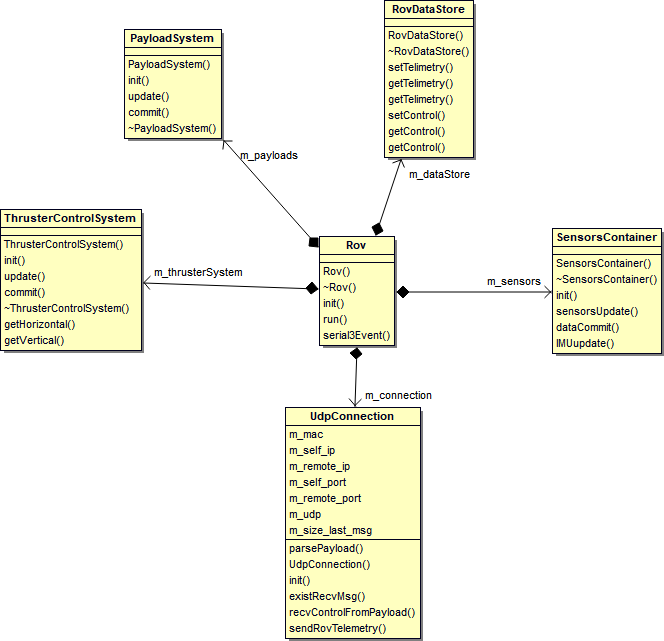 RovDataStore
RovDataStore()
~RovDataStore()
setTelimetry()
getTelimetry()
getTelimetry()
setControl()
getControl()
getControl()
PayloadSystem
PayloadSystem()
init()
update()
commit()
~PayloadSystem()
m_payloads
m_dataStore
ThrusterControlSystem
ThrusterControlSystem()
init()
update()
commit()
~ThrusterControlSystem()
getHorizontal()
getVertical()
m_thrusterSystem
Rov
Rov()
~Rov()
init()
run()
serial3Event()
m_sensors
SensorsContainer
SensorsContainer()
~SensorsContainer()
init()
sensorsUpdate()
dataCommit()
IMUupdate()
m_connection
UdpConnection
m_mac
m_self_ip
m_remote_ip
m_self_port
m_remote_port
m_udp
m_size_last_msg
parsePayload()
UdpConnection()
init()
existRecvMsg()
recvControlFromPayload()
sendRovTelemetry()